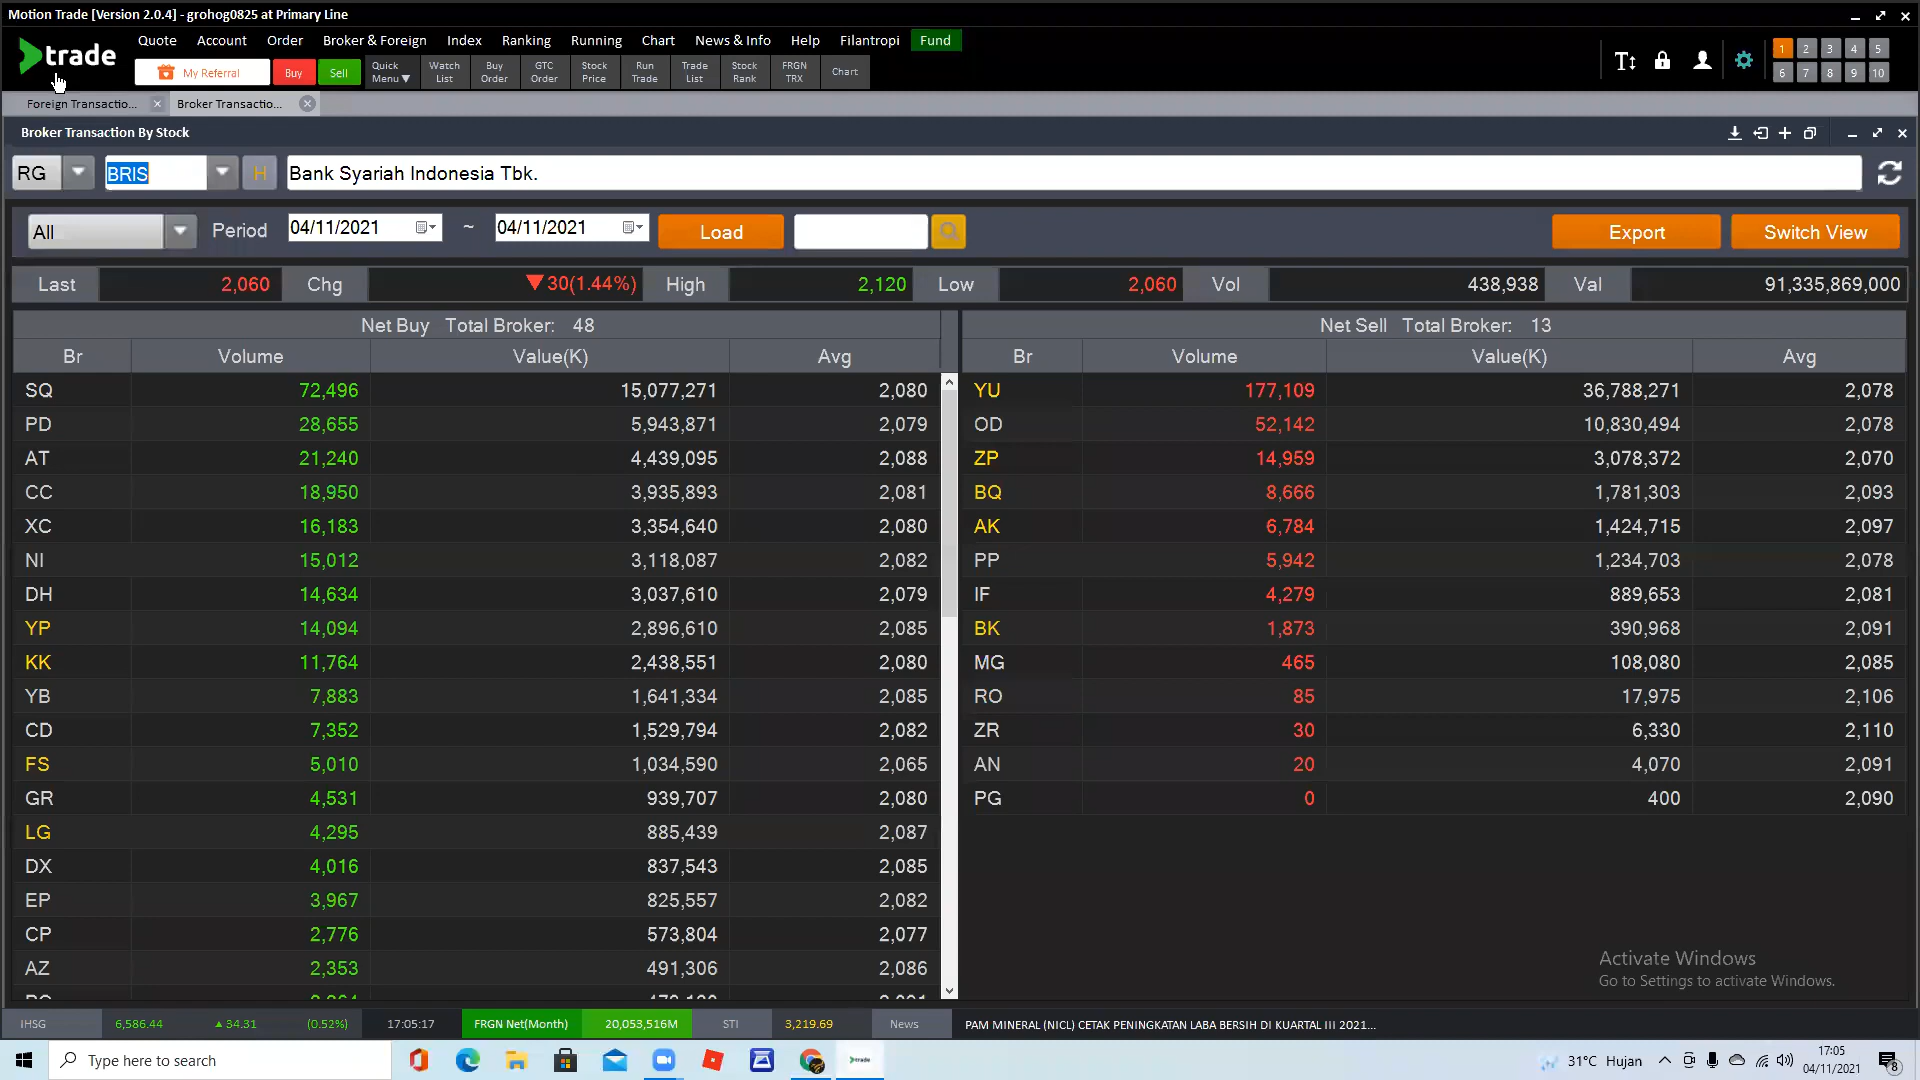 Motion Trade [Version 2.0.4] - grohog0825 at Primary Line
trade
Quote Account Order Broker & Foreign Index Ranking Running Chart News & Info Help Filantropi Fund
My Referral Buy Sell Quick Menu▼ Watch List Buy Order GTC Order Stock Price Run Trade Trade List Stock Rank FRGN TRX Chart
1 2 3 4 5
6 7 8 9 10
Foreign Transactio... Broker Transactio...
Broker Transaction By Stock
RG BRIS H Bank Syariah Indonesia Tbk.
All Period 04/11/2021 ~ 04/11/2021 Load Export Switch View
Last 2,060 Chg ▼30(1.44%) High 2,120 Low 2,060 Vol 438,938 Val 91,335,869,000
Net Buy Total Broker: 48 Net Sell Total Broker: 13
Br Volume Value(K) Avg Br Volume Value(K) Avg
SQ 72,496 15,077,271 2,080 YU 177,109 36,788,271 2,078
PD 28,655 5,943,871 2,079 OD 52,142 10,830,494 2,078
AT 21,240 4,439,095 2,088 ZP 14,959 3,078,372 2,070
CC 18,950 3,935,893 2,081 BQ 8,666 1,781,303 2,093
XC 16,183 3,354,640 2,080 AK 6,784 1,424,715 2,097
NI 15,012 3,118,087 2,082 PP 5,942 1,234,703 2,078
DH 14,634 3,037,610 2,079 IF 4,279 889,653 2,081
YP 14,094 2,896,610 2,085 BK 1,873 390,968 2,091
KK 11,764 2,438,551 2,080 MG 465 108,080 2,085
YB 7,883 1,641,334 2,085 RO 85 17,975 2,106
CD 7,352 1,529,794 2,082 ZR 30 6,330 2,110
FS 5,010 1,034,590 2,065 AN 20 4,070 2,091
GR 4,531 939,707 2,080 PG 0 400 2,090
LG 4,295 885,439 2,087
DX 4,016 837,543 2,085
EP 3,967 825,557 2,082
CP 2,776 573,804 2,077
AZ 2,353 491,306 2,086
Activate Windows
Go to Settings to activate Windows.
IHSG 6,586.44 ▲ 34.31 (0.52%) 17:05:17 FRGN Net(Month) 20,053,516M STI 3,219.69 News PAM MINERAL (NICL) CETAK PENINGKATAN LABA BERSIH DI KUARTAL III 2021...
Type here to search trade 31°C Hujan 17:05
04/11/2021 8